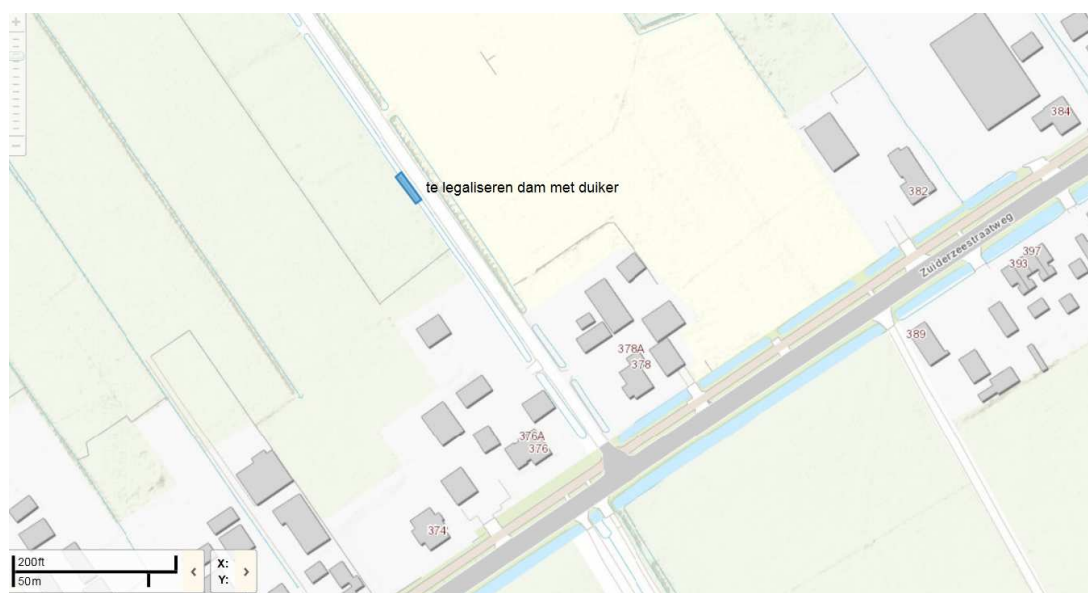 384
te legaliseren dam met duiker
382
Zuiderzeestraatweg
397
393
389
378A
378
376A
376
374
200ft
50m
X:
Y: